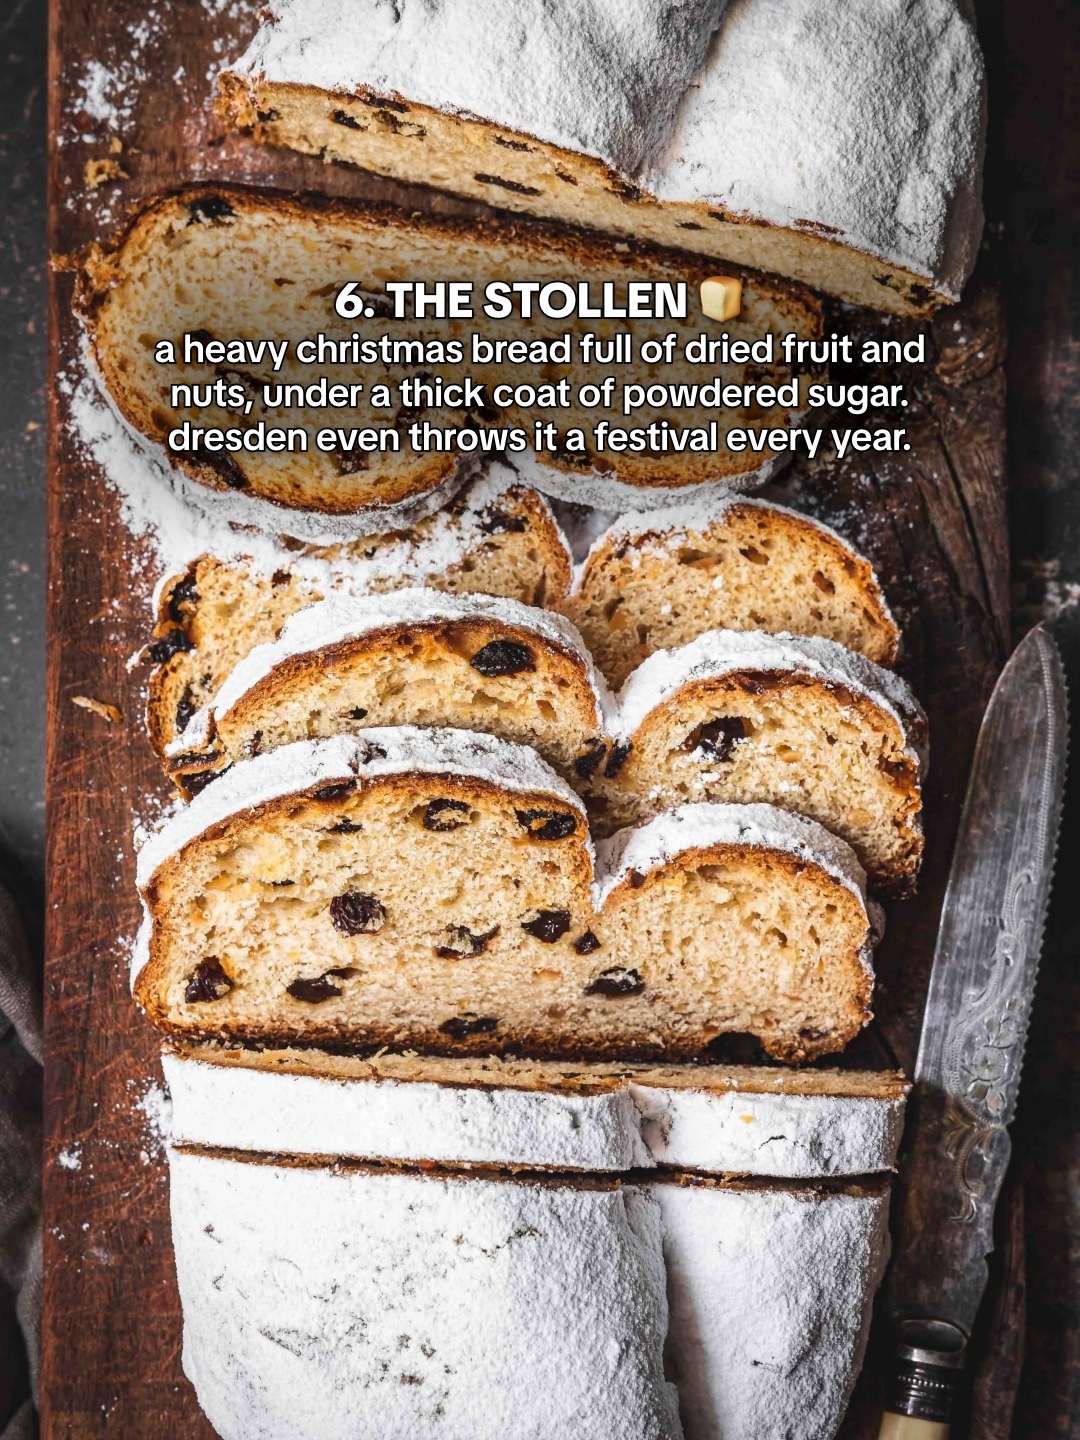 6. THE STOLLEN 🍞
a heavy christmas bread full of dried fruit and
nuts, under a thick coat of powdered sugar.
dresden even throws it a festival every year.